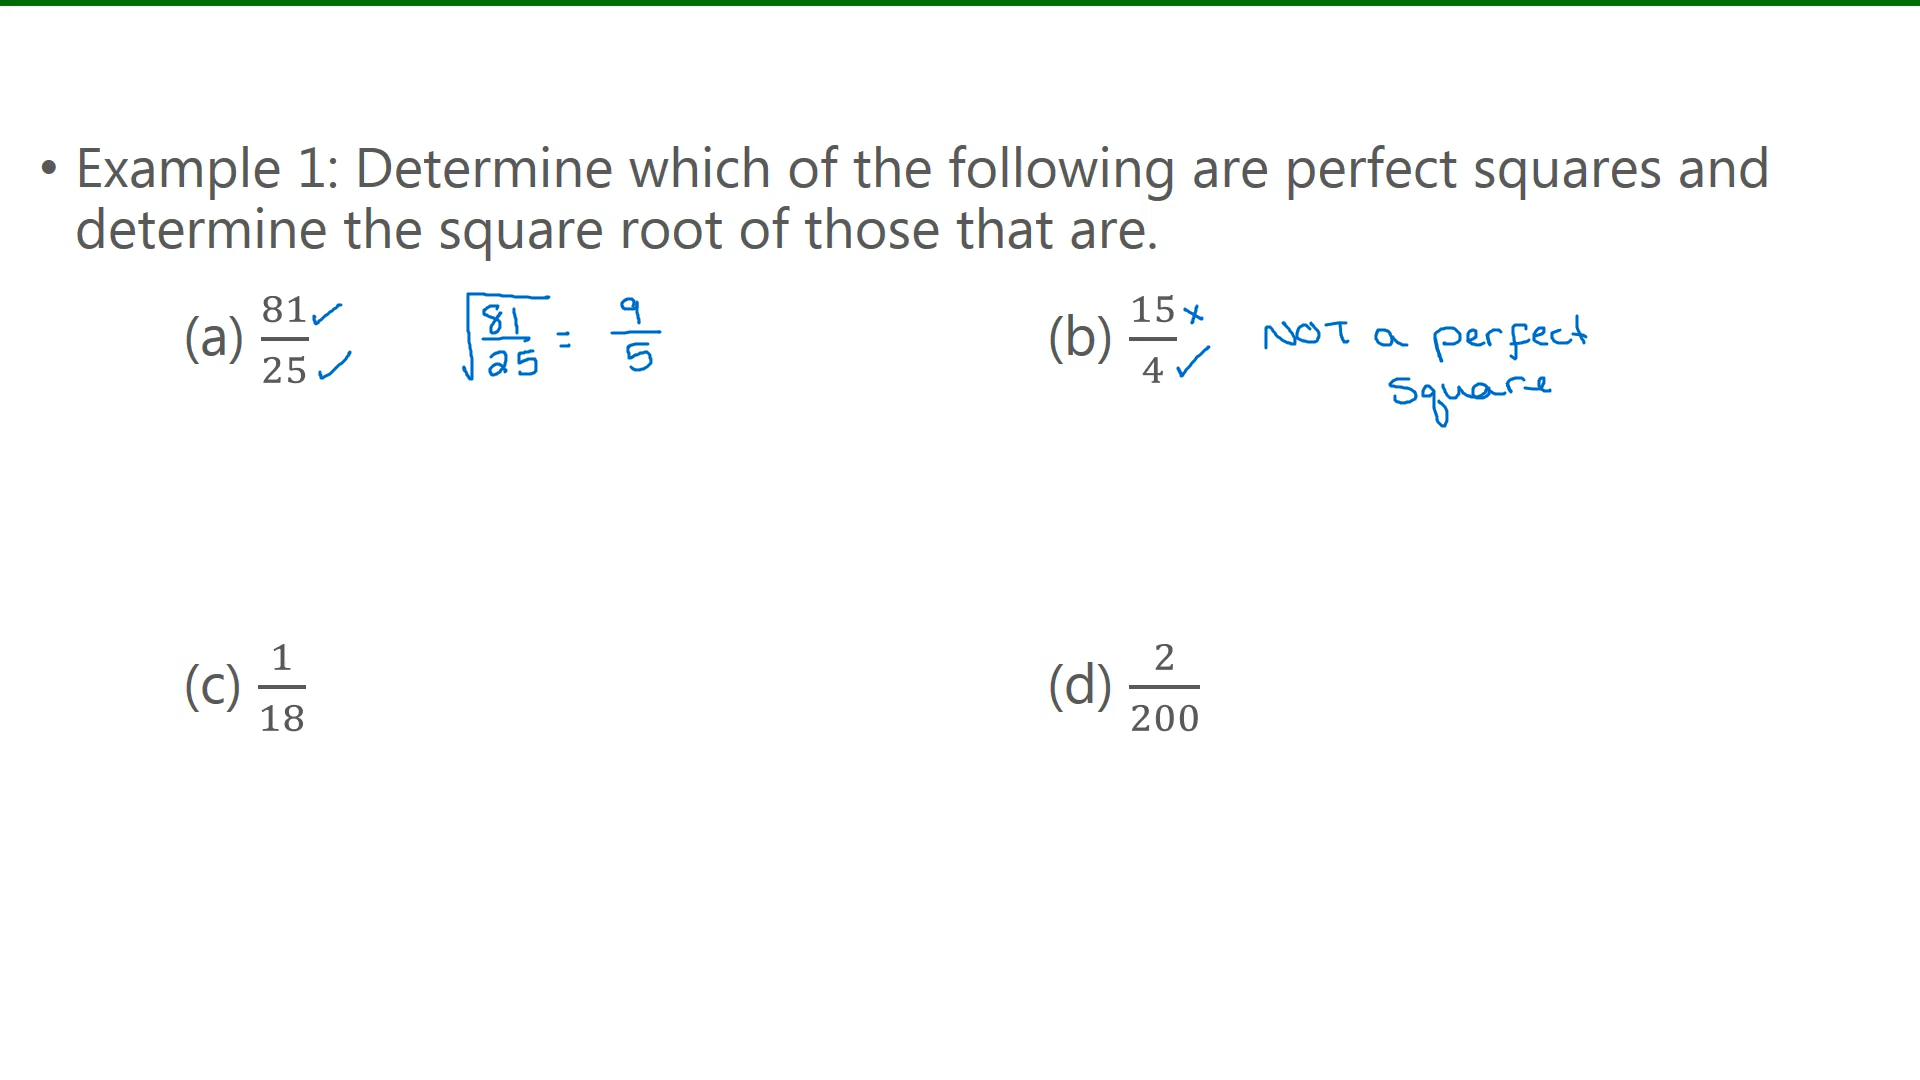 • Example 1: Determine which of the following are perfect squares and
determine the square root of those that are.
(a) 81/25 ✓ ✓ √(81/25) = 9/5
(b) 15/4 × ✓ NOT a perfect
square
(c) 1/18
(d) 2/200